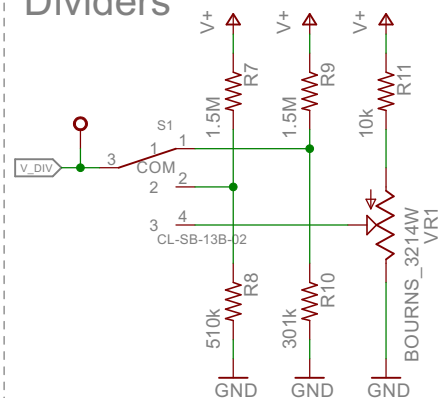 Dividers
V+
V+
V+
R7
R9
R11
1.5M
1.5M
10k
S1
1
1
3
COM
V_DIV
2
2
3
4
CL-SB-13B-02
BOURNS_3214W
VR1
R8
R10
510k
301k
GND
GND
GND